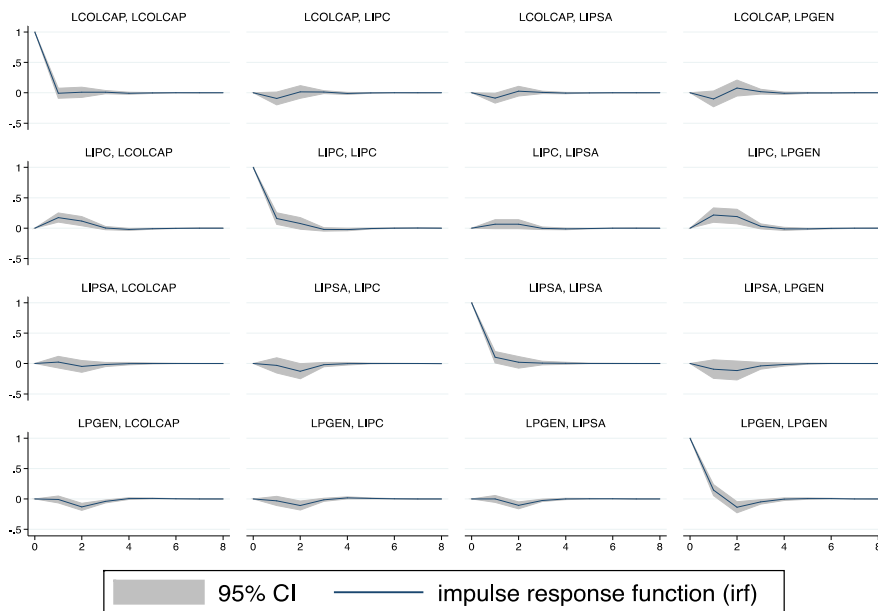 LCOLCAP, LCOLCAP LCOLCAP, LIPC LCOLCAP, LIPSA LCOLCAP, LPGEN
1
.5
0
-.5
LIPC, LCOLCAP LIPC, LIPC LIPC, LIPSA LIPC, LPGEN
1
.5
0
-.5
LIPSA, LCOLCAP LIPSA, LIPC LIPSA, LIPSA LIPSA, LPGEN
1
.5
0
-.5
LPGEN, LCOLCAP LPGEN, LIPC LPGEN, LIPSA LPGEN, LPGEN
1
.5
0
-.5
0 2 4 6 8 0 2 4 6 8 0 2 4 6 8 0 2 4 6 8
95% CI impulse response function (irf)